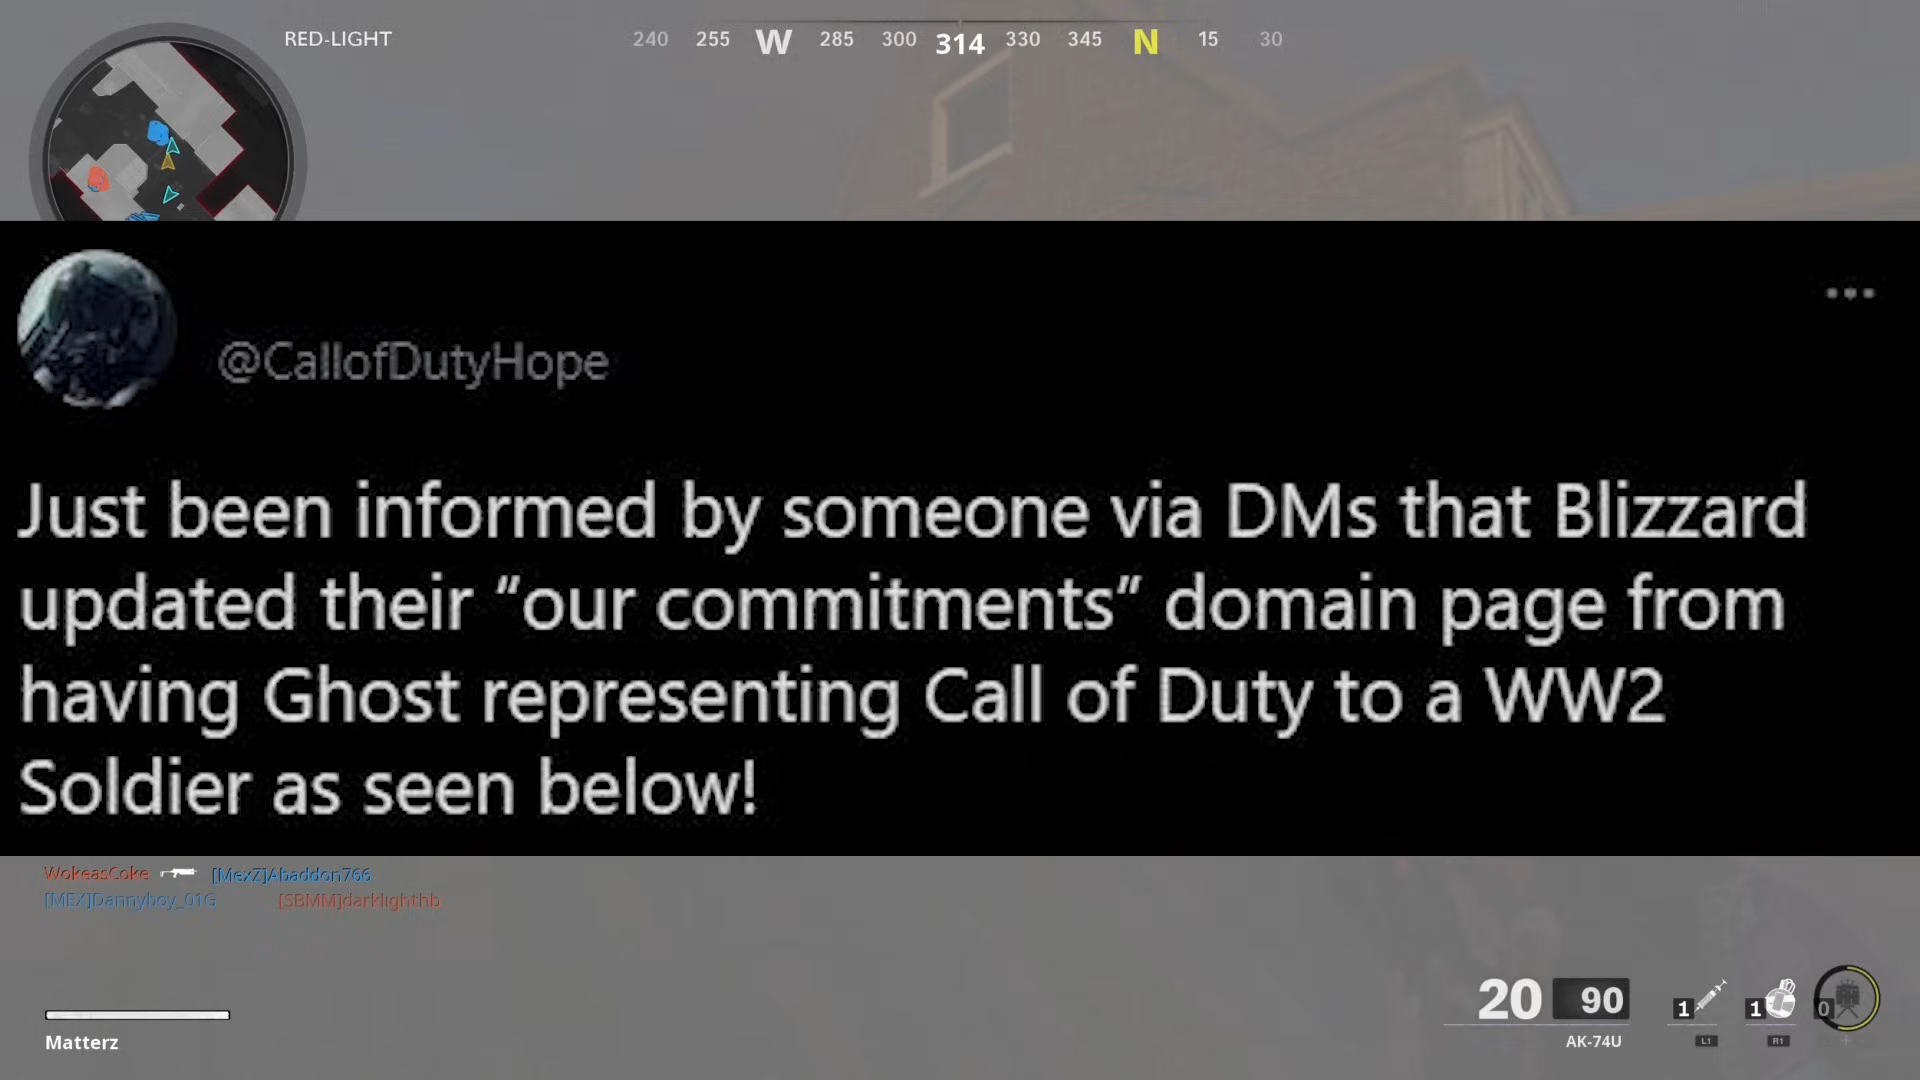 RED-LIGHT
240 255 W 285 300 314 330 345 N 15 30
@CallofDutyHope
Just been informed by someone via DMs that Blizzard
updated their “our commitments” domain page from
having Ghost representing Call of Duty to a WW2
Soldier as seen below!
WokeasCoke [MexZ]Abaddon766
[MEX]Dannyboy_01G [SBMM]darklighthb
20 90
1 1 0
Matterz
AK-74U
L1 R1